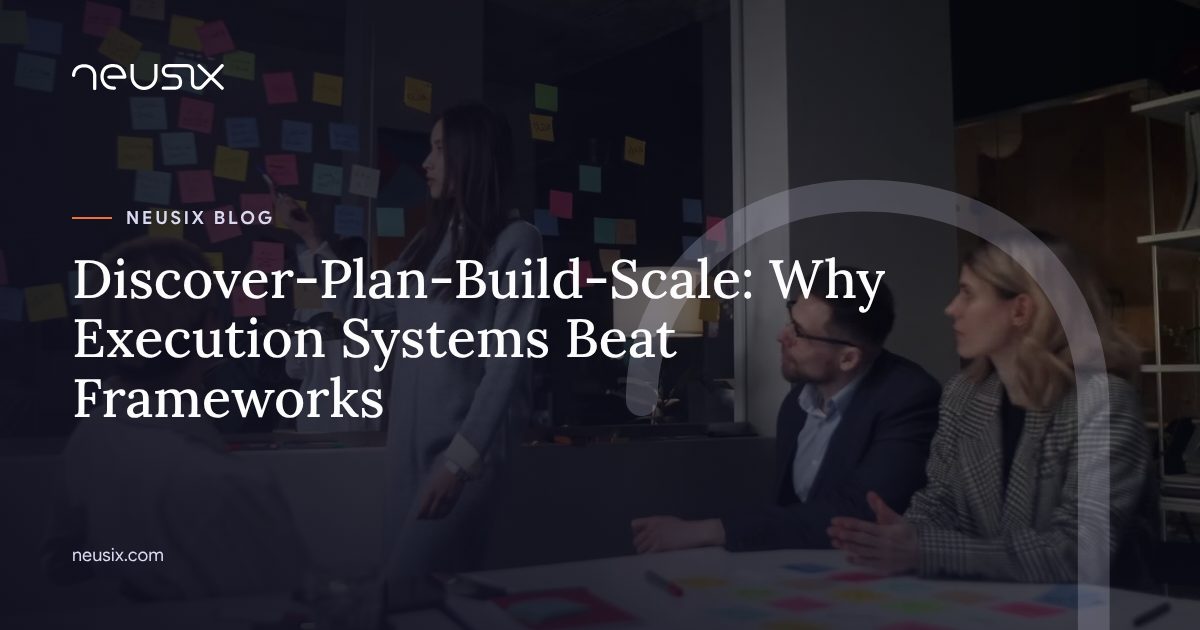 neusix
NEUSIX BLOG
Discover-Plan-Build-Scale: Why
Execution Systems Beat
Frameworks
neusix.com